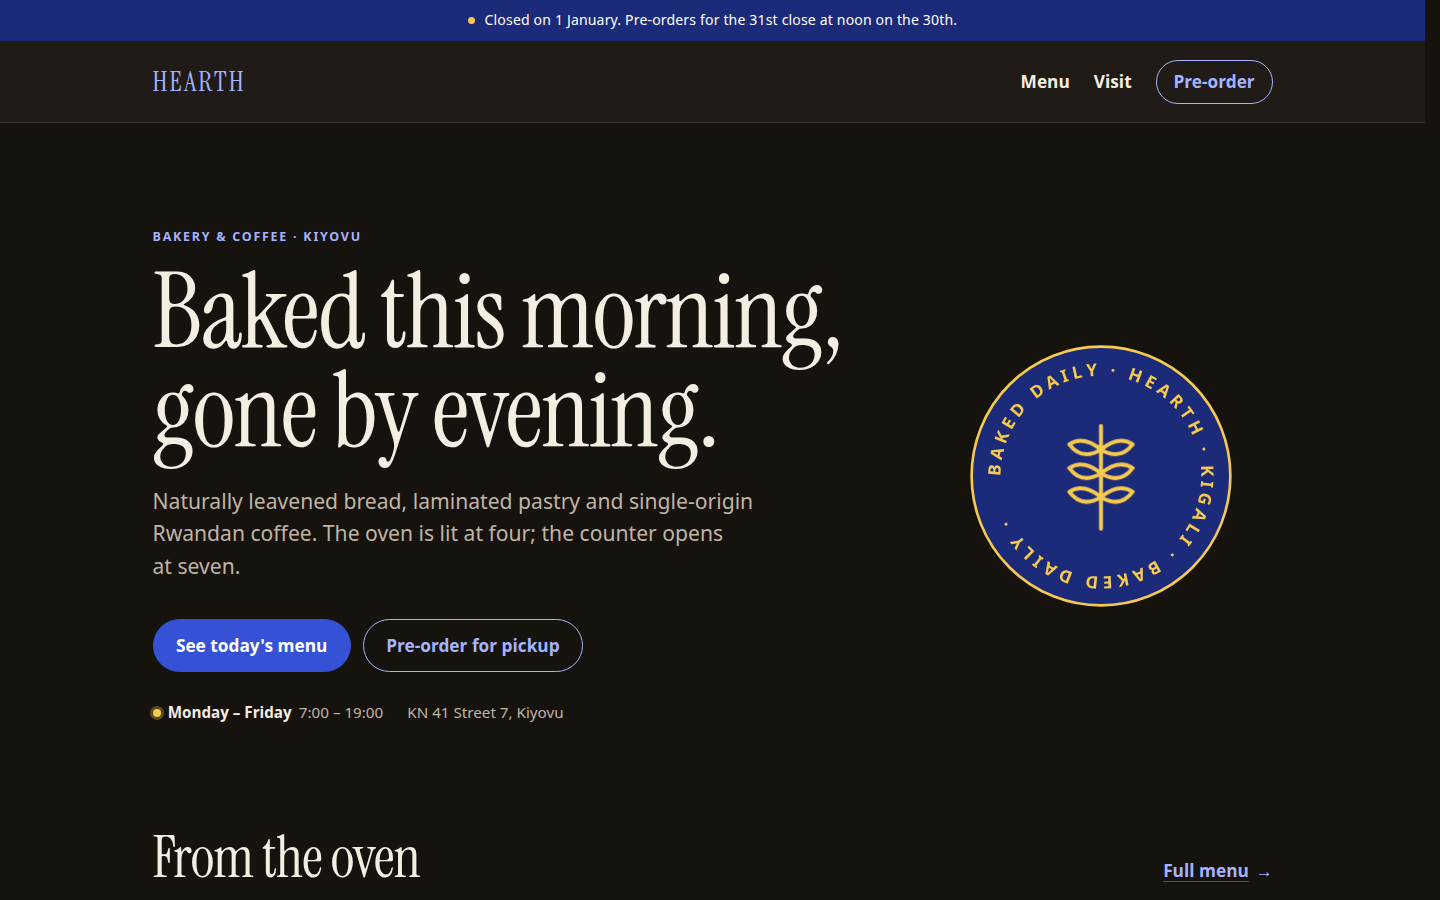 Closed on 1 January. Pre-orders for the 31st close at noon on the 30th.
HEARTH
Menu
Visit
Pre-order
BAKERY & COFFEE · KIYOVU
Baked this morning,
gone by evening.
Naturally leavened bread, laminated pastry and single-origin
Rwandan coffee. The oven is lit at four; the counter opens
at seven.
BAKED DAILY · HEARTH · KIGALI · BAKED DAILY ·
See today's menu
Pre-order for pickup
Monday – Friday 7:00 – 19:00
KN 41 Street 7, Kiyovu
From the oven
Full menu →